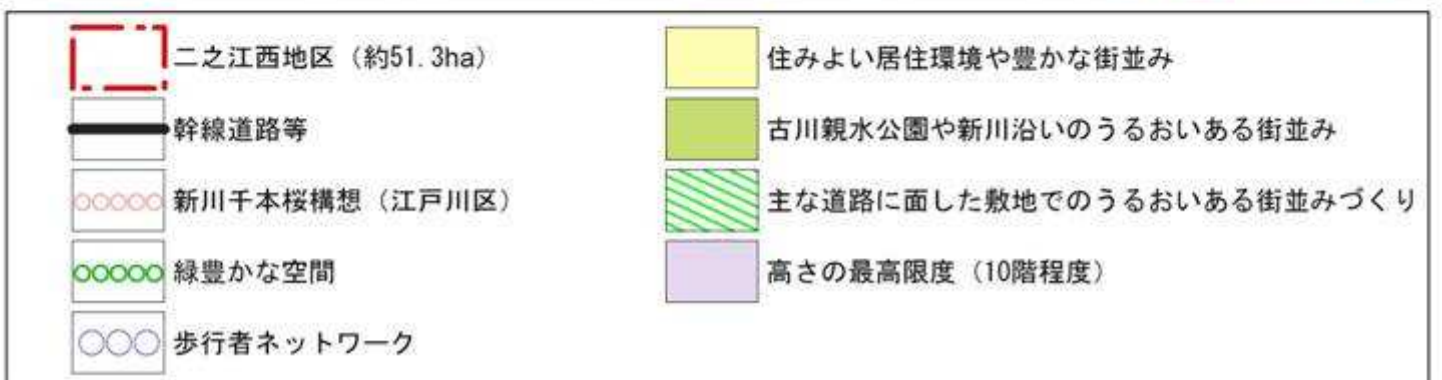 二之江西地区（約51.3ha）
幹線道路等
新川千本桜構想（江戸川区）
緑豊かな空間
歩行者ネットワーク
住みよい居住環境や豊かな街並み
古川親水公園や新川沿いのうるおいある街並み
主な道路に面した敷地でのうるおいある街並みづくり
高さの最高限度（10階程度）